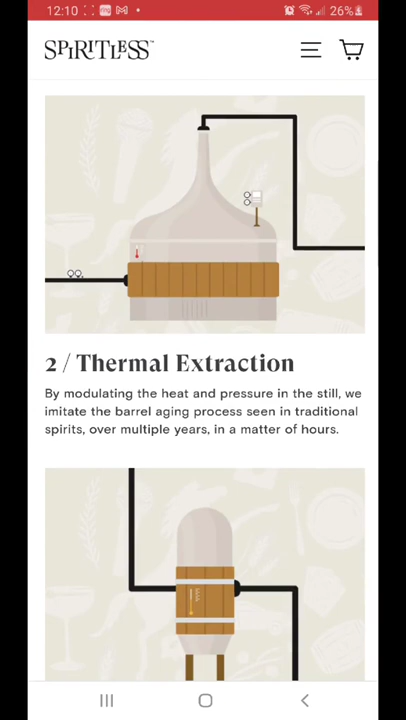 12:10
26%
SPIRITLESS™
2 / Thermal Extraction
By modulating the heat and pressure in the still, we
imitate the barrel aging process seen in traditional
spirits, over multiple years, in a matter of hours.